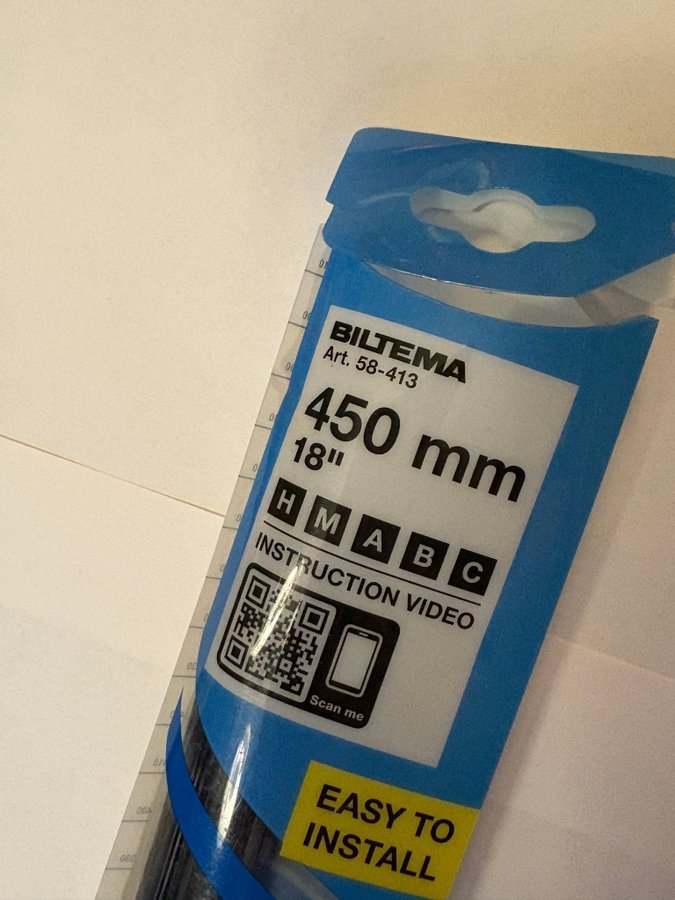 BILTEMA
Art. 58-413
450 mm
18"
H M A B C
INSTRUCTION VIDEO
Scan me
EASY TO
INSTALL